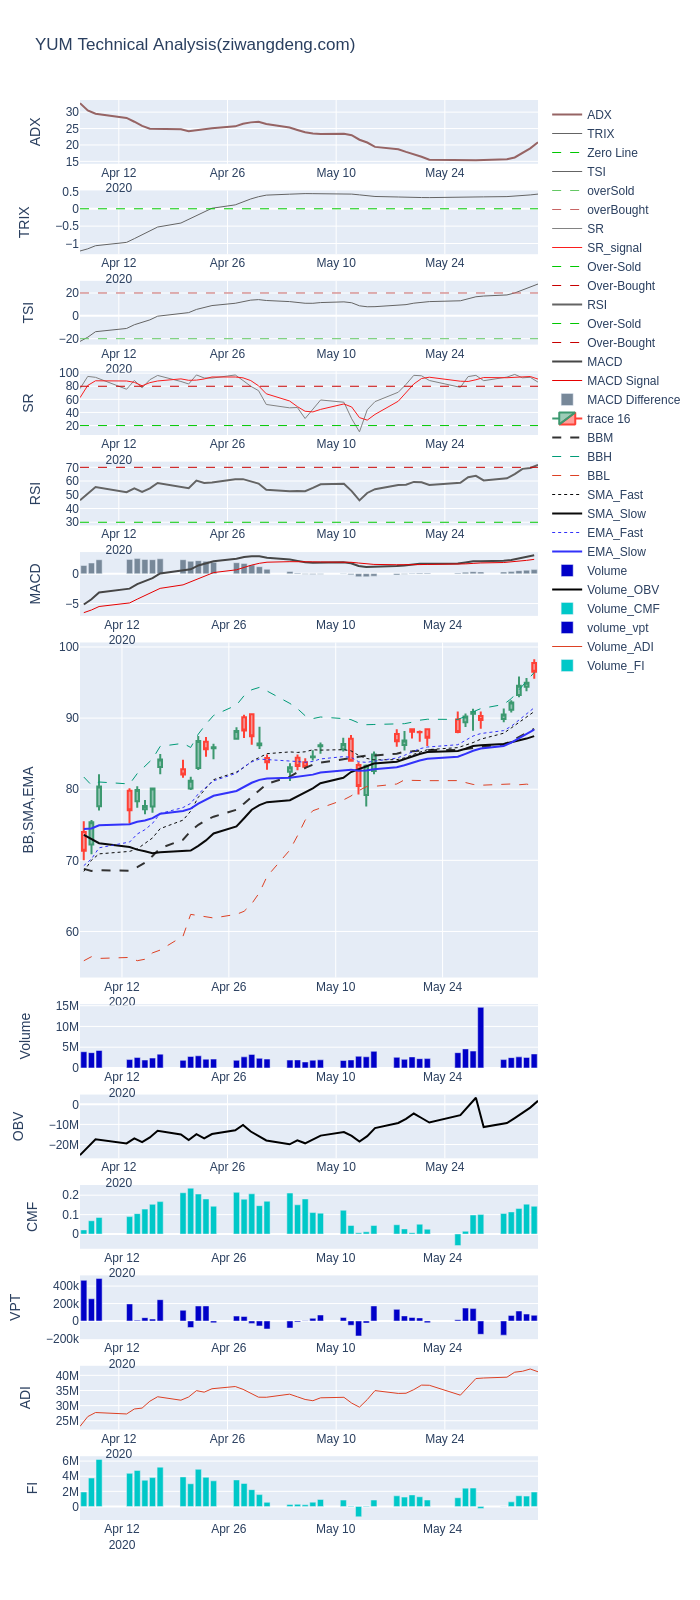 YUM Technical Analysis(ziwangdeng.com)
ADX
30
25
20
15
Apr 12
2020
Apr 26
May 10
May 24
TRIX
0.5
0
−0.5
−1
Apr 12
2020
Apr 26
May 10
May 24
TSI
20
0
−20
Apr 12
2020
Apr 26
May 10
May 24
SR
100
80
60
40
20
Apr 12
2020
Apr 26
May 10
May 24
RSI
70
60
50
40
30
Apr 12
2020
Apr 26
May 10
May 24
MACD
0
−5
Apr 12
2020
Apr 26
May 10
May 24
BB,SMA,EMA
100
90
80
70
60
Apr 12
2020
Apr 26
May 10
May 24
Volume
15M
10M
5M
0
Apr 12
2020
Apr 26
May 10
May 24
OBV
0
−10M
−20M
Apr 12
2020
Apr 26
May 10
May 24
CMF
0.2
0.1
0
Apr 12
2020
Apr 26
May 10
May 24
VPT
400k
200k
0
−200k
Apr 12
2020
Apr 26
May 10
May 24
ADI
40M
35M
30M
25M
Apr 12
2020
Apr 26
May 10
May 24
FI
6M
4M
2M
0
Apr 12
2020
Apr 26
May 10
May 24
ADX
TRIX
Zero Line
TSI
overSold
overBought
SR
SR_signal
Over-Sold
Over-Bought
RSI
Over-Sold
Over-Bought
MACD
MACD Signal
MACD Difference
trace 16
BBM
BBH
BBL
SMA_Fast
SMA_Slow
EMA_Fast
EMA_Slow
Volume
Volume_OBV
Volume_CMF
volume_vpt
Volume_ADI
Volume_FI